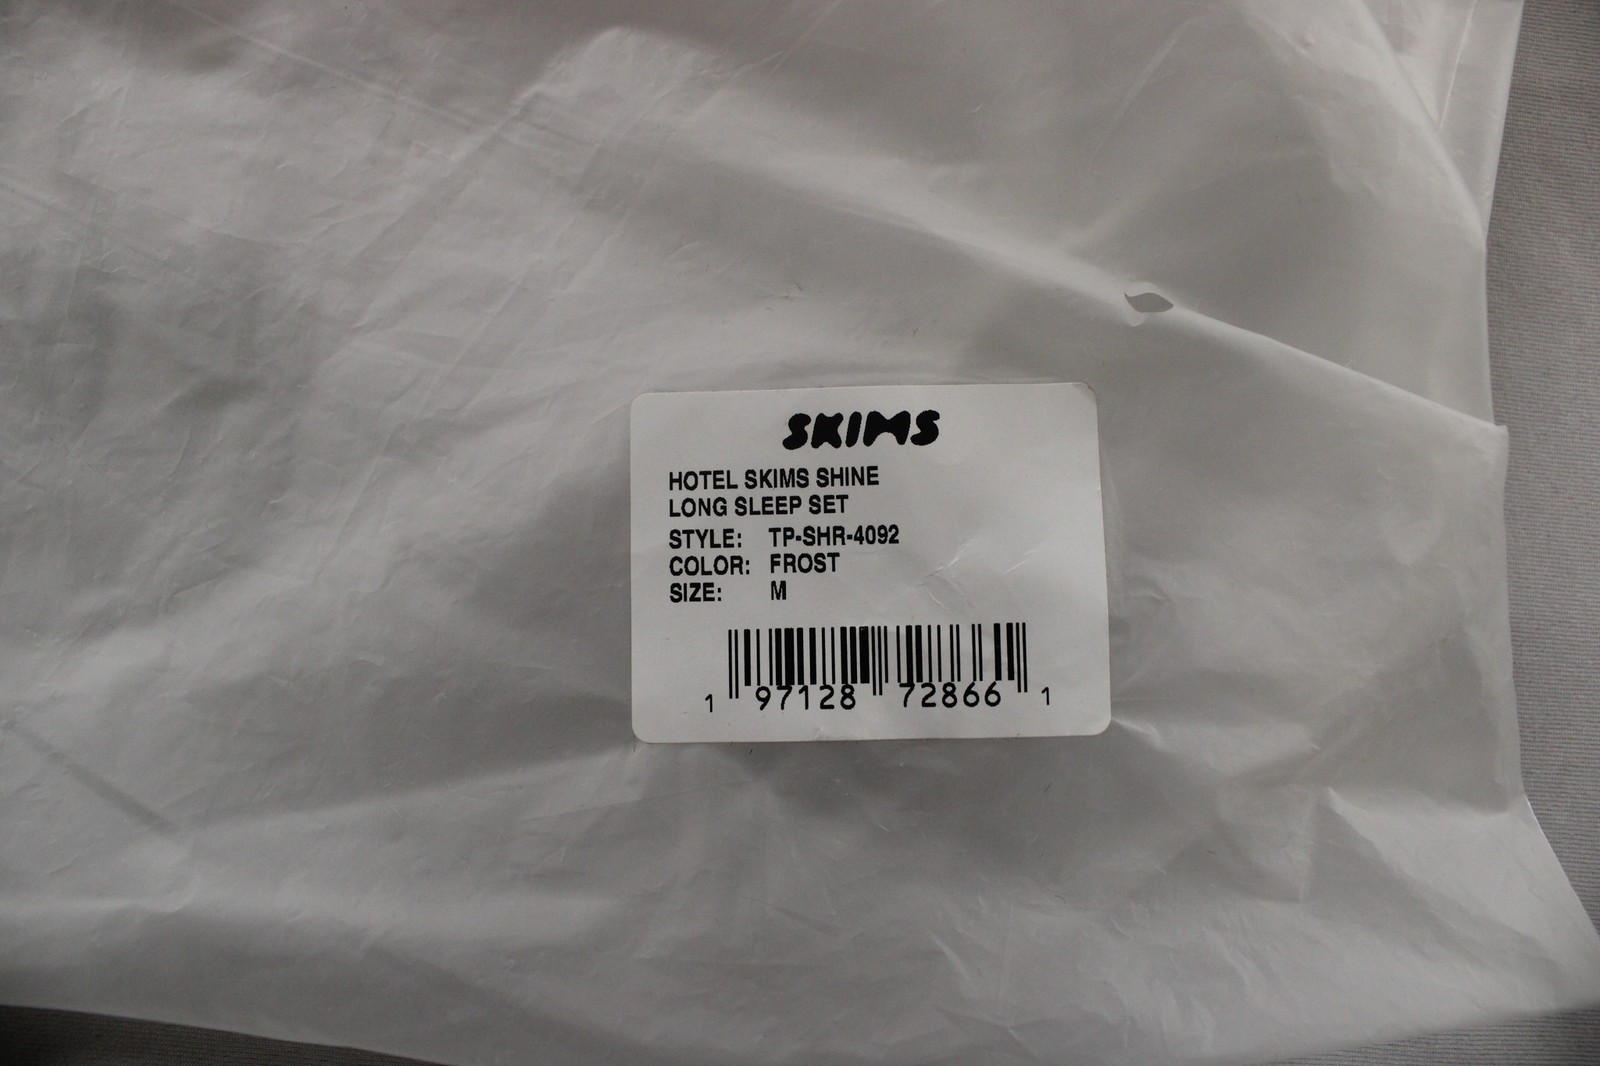 SKIMS
HOTEL SKIMS SHINE
LONG SLEEP SET
STYLE: TP-SHR-4092
COLOR: FROST
SIZE: M
1 97128 72866 1